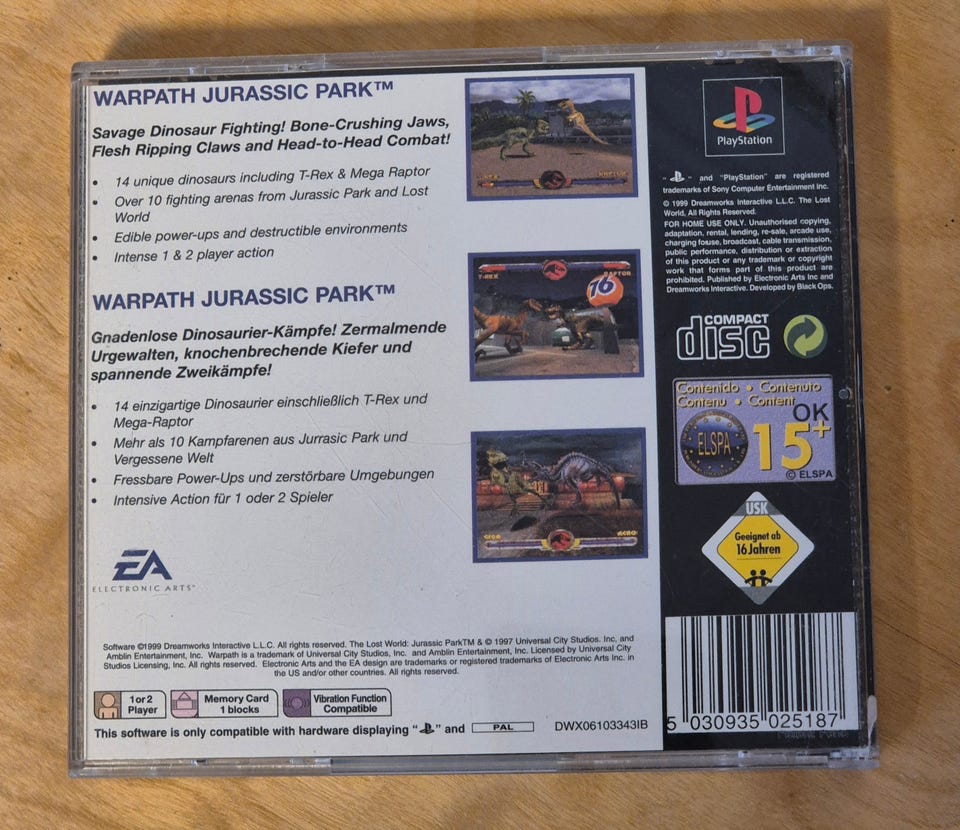 WARPATH JURASSIC PARK™
Savage Dinosaur Fighting! Bone-Crushing Jaws,
Flesh Ripping Claws and Head-to-Head Combat!
• 14 unique dinosaurs including T-Rex & Mega Raptor
• Over 10 fighting arenas from Jurassic Park and Lost
World
• Edible power-ups and destructible environments
• Intense 1 & 2 player action
WARPATH JURASSIC PARK™
Gnadenlose Dinosaurier-Kämpfe! Zermalmende
Urgewalten, knochenbrechende Kiefer und
spannende Zweikämpfe!
• 14 einzigartige Dinosaurier einschließlich T-Rex und
Mega-Raptor
• Mehr als 10 Kampfarenen aus Jurrasic Park und
Vergessene Welt
• Fressbare Power-Ups und zerstörbare Umgebungen
• Intensive Action für 1 oder 2 Spieler
EA
ELECTRONIC ARTS™
T-REX
RAPTOR
76
GIGA
ACRO
PlayStation
" " and "PlayStation" are registered
trademarks of Sony Computer Entertainment Inc.
© 1999 Dreamworks Interactive L.L.C. The Lost
World, All Rights Reserved.
FOR HOME USE ONLY. Unauthorised copying,
adaptation, rental, lending, re-sale, arcade use,
charging fouse, broadcast, cable transmission,
public performance, distribution or extraction
of this product or any trademark or copyright
work that forms part of this product are
prohibited. Published by Electronic Arts Inc and
Dreamworks Interactive. Developed by Black Ops.
COMPACT
disc
Contenido • Contenuto
Contenu • Content
OK
ELSPA
15+
© ELSPA
USK
Geeignet ab
16 Jahren
Software ©1999 Dreamworks Interactive L.L.C. All rights reserved. The Lost World: Jurassic Park™ & © 1997 Universal City Studios. Inc, and
Amblin Entertainment, Inc. Warpath is a trademark of Universal City Studios, Inc. and Amblin Entertainment, Inc. Licensed by Universal City
Studios Licensing, Inc. All rights reserved. Electronic Arts and the EA design are trademarks or registered trademarks of Electronic Arts Inc. in
the US and/or other countries. All rights reserved.
1 or 2
Player
Memory Card
1 blocks
Vibration Function
Compatible
This software is only compatible with hardware displaying " " and PAL
DWX06103343IB
5 030935 025187